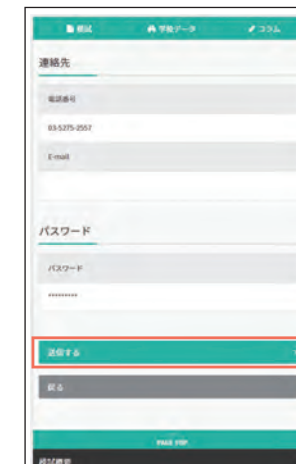 模試 学校データ コラム
連絡先
電話番号
03-5275-2557
E-mail
パスワード
パスワード
*********
送信する
戻る
PAGE TOP